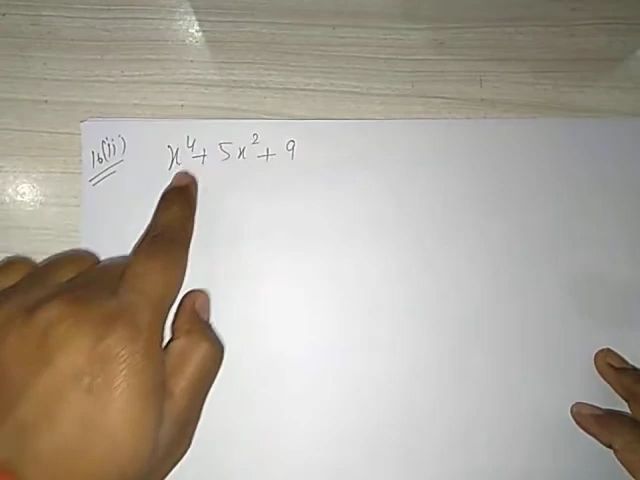 16(ii) x⁴ + 5x² + 9